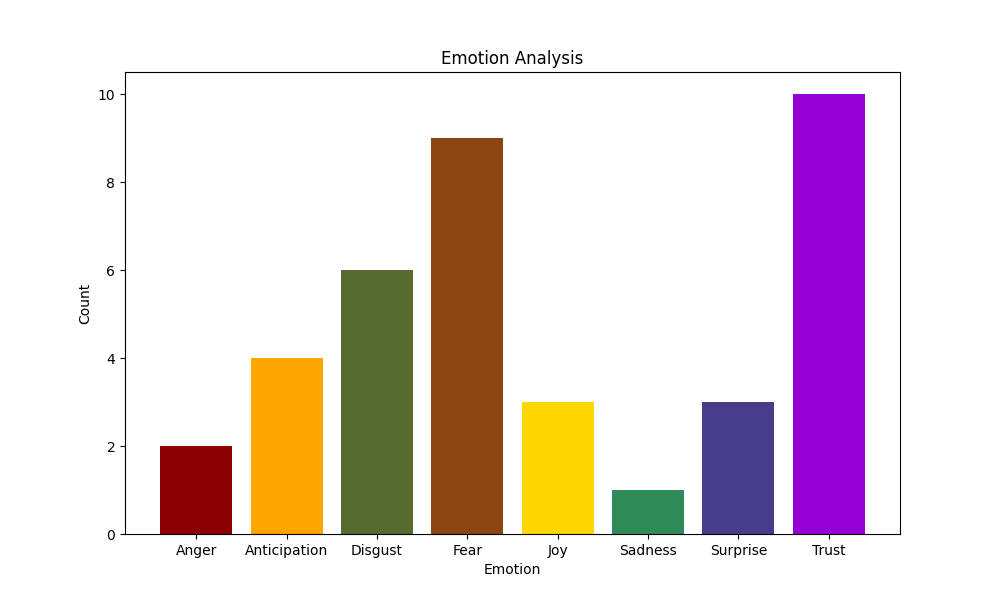 Emotion Analysis
Count
10
8
6
4
2
0
Anger Anticipation Disgust Fear Joy Sadness Surprise Trust
Emotion